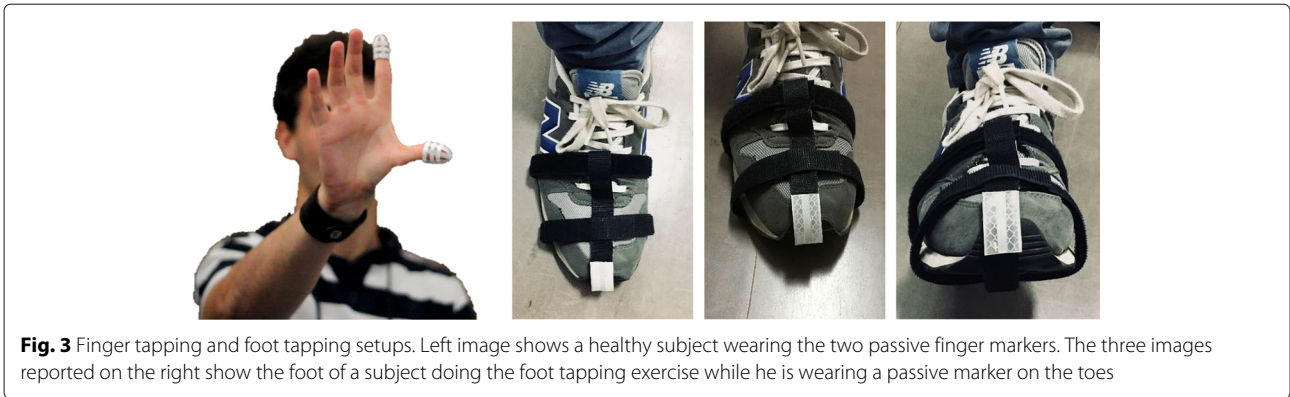 NB
N
N
NB
Fig. 3 Finger tapping and foot tapping setups. Left image shows a healthy subject wearing the two passive finger markers. The three images
reported on the right show the foot of a subject doing the foot tapping exercise while he is wearing a passive marker on the toes